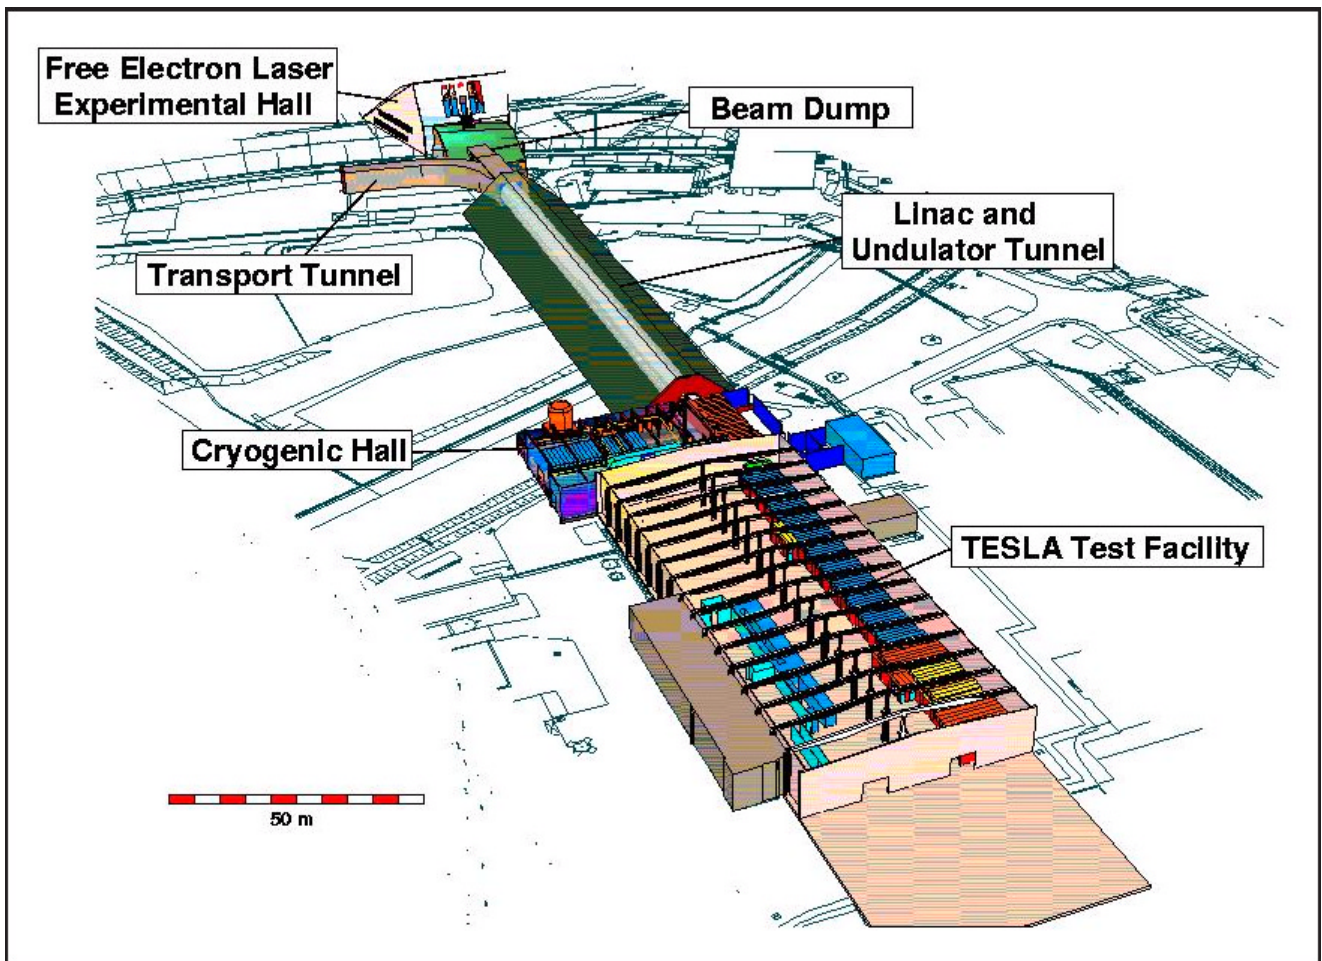 Free Electron Laser
Experimental Hall
Beam Dump
Linac and
Undulator Tunnel
Transport Tunnel
Cryogenic Hall
TESLA Test Facility
50 m